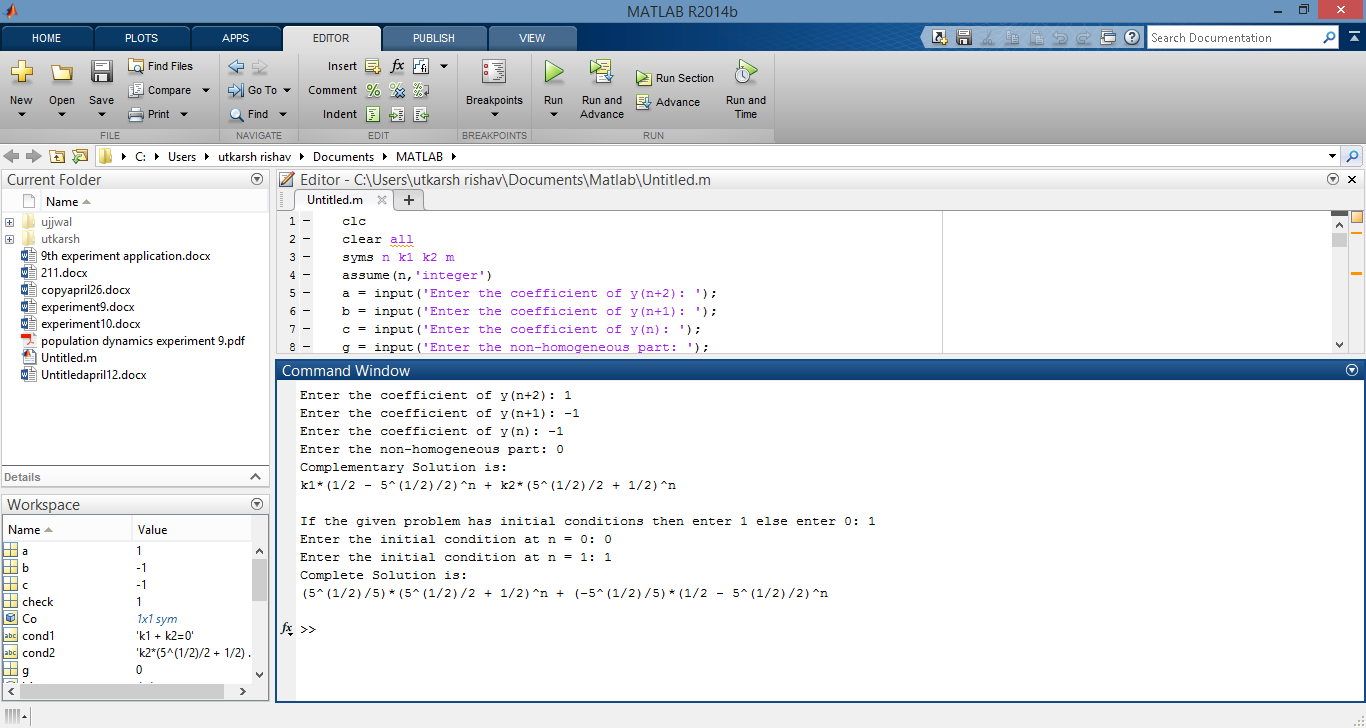 MATLAB R2014b
HOME PLOTS APPS EDITOR PUBLISH VIEW
Search Documentation
New
Open
Save
Find Files
Compare
Print
FILE
Go To
Find
NAVIGATE
Insert fx
Comment
Indent
EDIT
Breakpoints
BREAKPOINTS
Run
Run and Advance
Run Section
Advance
Run and Time
RUN
C: Users utkarsh rishav Documents MATLAB
Current Folder
Name
ujjwal
utkarsh
9th experiment application.docx
211.docx
copyapril26.docx
experiment9.docx
experiment10.docx
population dynamics experiment 9.pdf
Untitled.m
Untitledapril12.docx
Details
Workspace
Name Value
a 1
b -1
c -1
check 1
Co 1x1 sym
cond1 'k1 + k2=0'
cond2 'k2*(5^(1/2)/2 + 1/2) .
g 0
Editor - C:\Users\utkarsh rishav\Documents\Matlab\Untitled.m
Untitled.m +
1 – clc
2 – clear all
3 – syms n k1 k2 m
4 – assume(n,'integer')
5 – a = input('Enter the coefficient of y(n+2): ');
6 – b = input('Enter the coefficient of y(n+1): ');
7 – c = input('Enter the coefficient of y(n): ');
8 – g = input('Enter the non-homogeneous part: ');
Command Window
Enter the coefficient of y(n+2): 1
Enter the coefficient of y(n+1): -1
Enter the coefficient of y(n): -1
Enter the non-homogeneous part: 0
Complementary Solution is:
k1*(1/2 - 5^(1/2)/2)^n + k2*(5^(1/2)/2 + 1/2)^n
If the given problem has initial conditions then enter 1 else enter 0: 1
Enter the initial condition at n = 0: 0
Enter the initial condition at n = 1: 1
Complete Solution is:
(5^(1/2)/5)*(5^(1/2)/2 + 1/2)^n + (-5^(1/2)/5)*(1/2 - 5^(1/2)/2)^n
fx >>